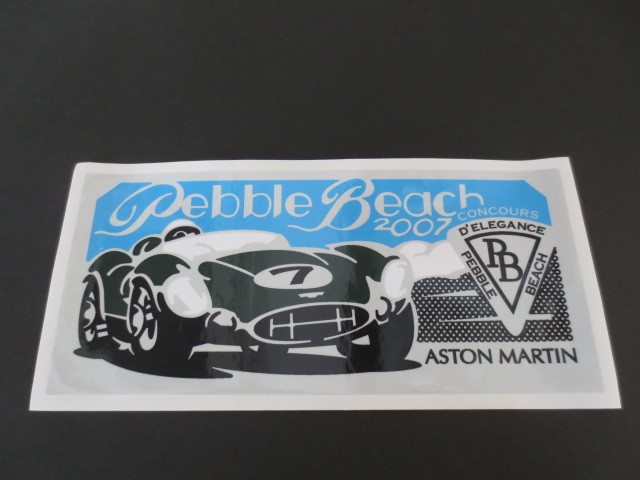 Pebble Beach
2007 CONCOURS
D'ELEGANCE
PEBBLE
BEACH
PB
7
ASTON MARTIN